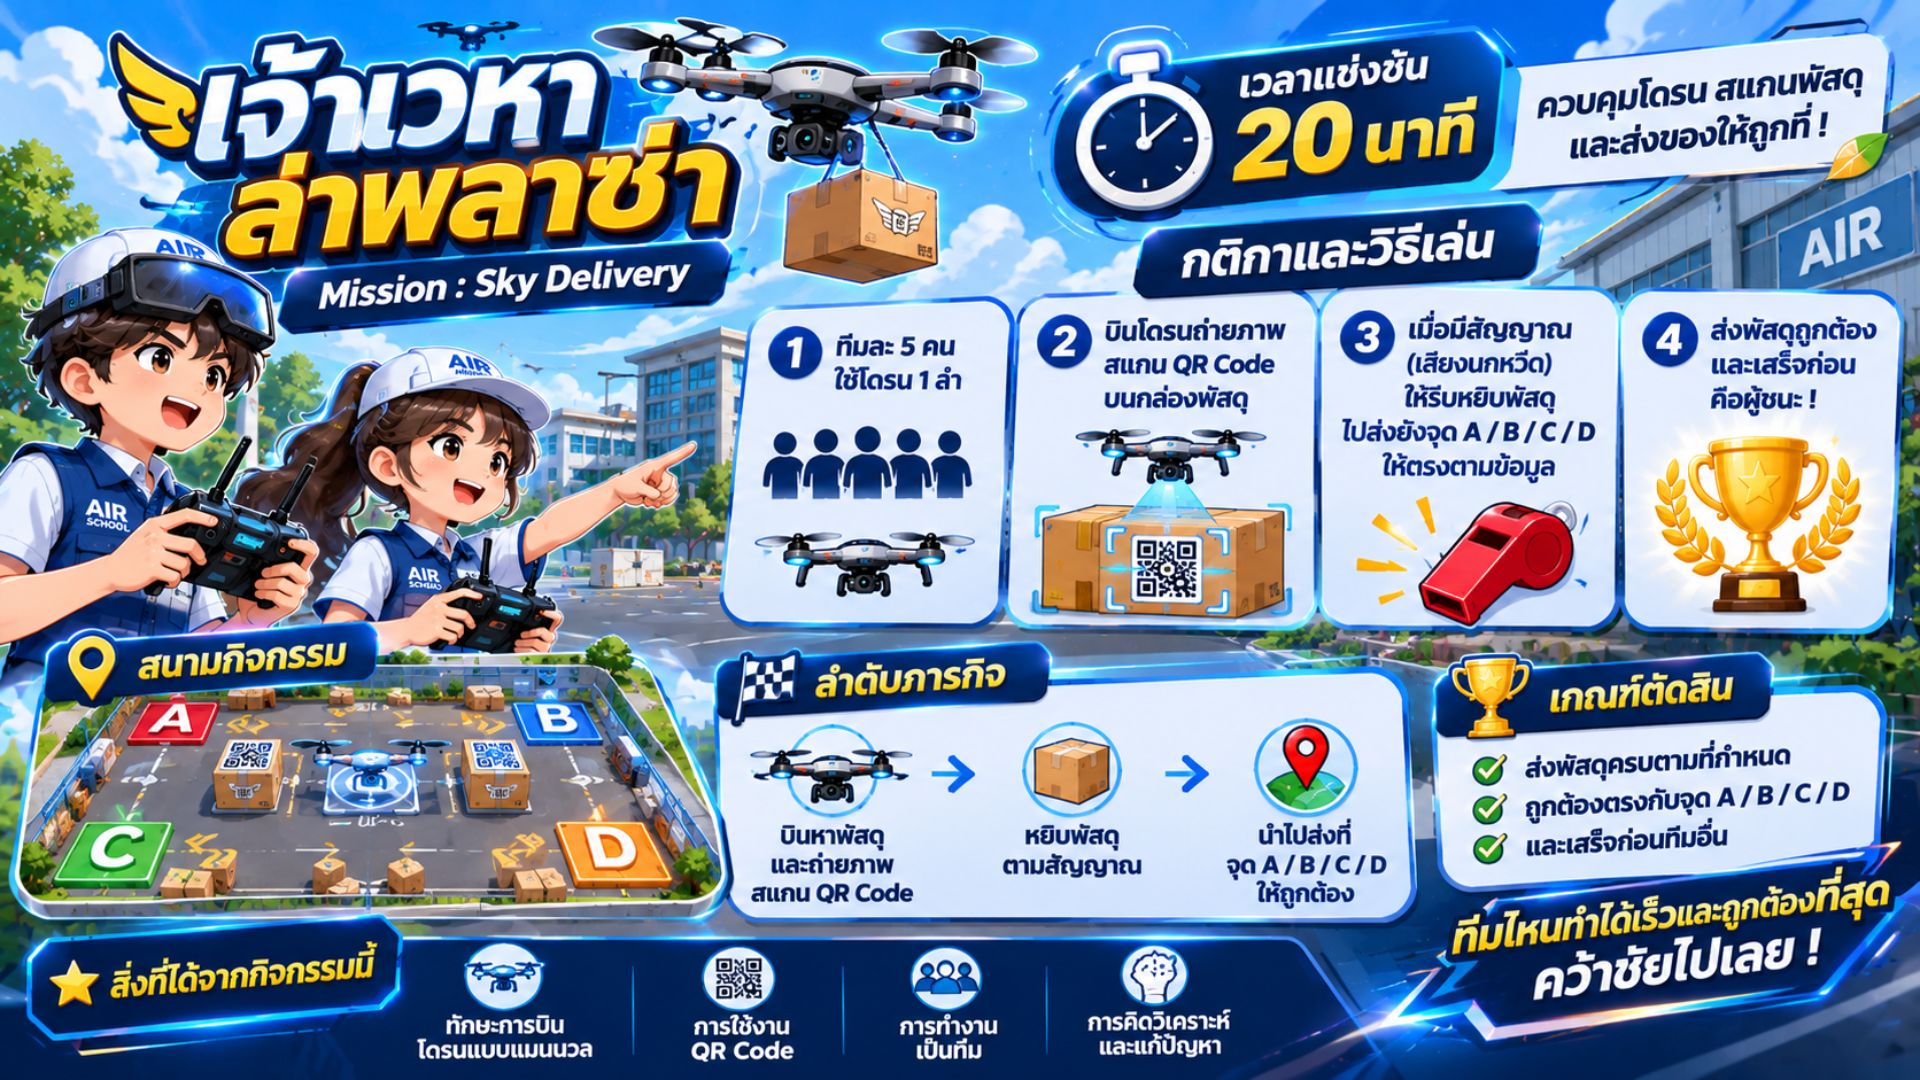 เจ้าเวหา
ล่าพลาซ่า
Mission : Sky Delivery
เวลาแข่งขัน
20 นาที
ควบคุมโดรน สแกนพัสดุ
และส่งของให้ถูกที่ !
AIR
กติกาและวิธีเล่น
1
ทีมละ 5 คน
ใช้โดรน 1 ลำ
2
บินโดรนถ่ายภาพ
สแกน QR Code
บนกล่องพัสดุ
3
เมื่อมีสัญญาณ
(เสียงนกหวีด)
ให้รีบหยิบพัสดุ
ไปส่งยังจุด A / B / C / D
ให้ตรงตามข้อมูล
4
ส่งพัสดุถูกต้อง
และเสร็จก่อน
คือผู้ชนะ !
AIR
AIR
AIR
SCHOOL
AIR
สนามกิจกรรม
A
B
C
D
ลำดับภารกิจ
บินหาพัสดุ
และถ่ายภาพ
สแกน QR Code
หยิบพัสดุ
ตามสัญญาณ
นำไปส่งที่
จุด A / B / C / D
ให้ถูกต้อง
เกณฑ์ตัดสิน
ส่งพัสดุครบตามที่กำหนด
ถูกต้องตรงกับจุด A / B / C / D
และเสร็จก่อนทีมอื่น
ทีมไหนทำได้เร็วและถูกต้องที่สุด
คว้าชัยไปเลย !
สิ่งที่ได้จากกิจกรรมนี้
ทักษะการบิน
โดรนแบบแมนนวล
การใช้งาน
QR Code
การทำงาน
เป็นทีม
การคิดวิเคราะห์
และแก้ปัญหา